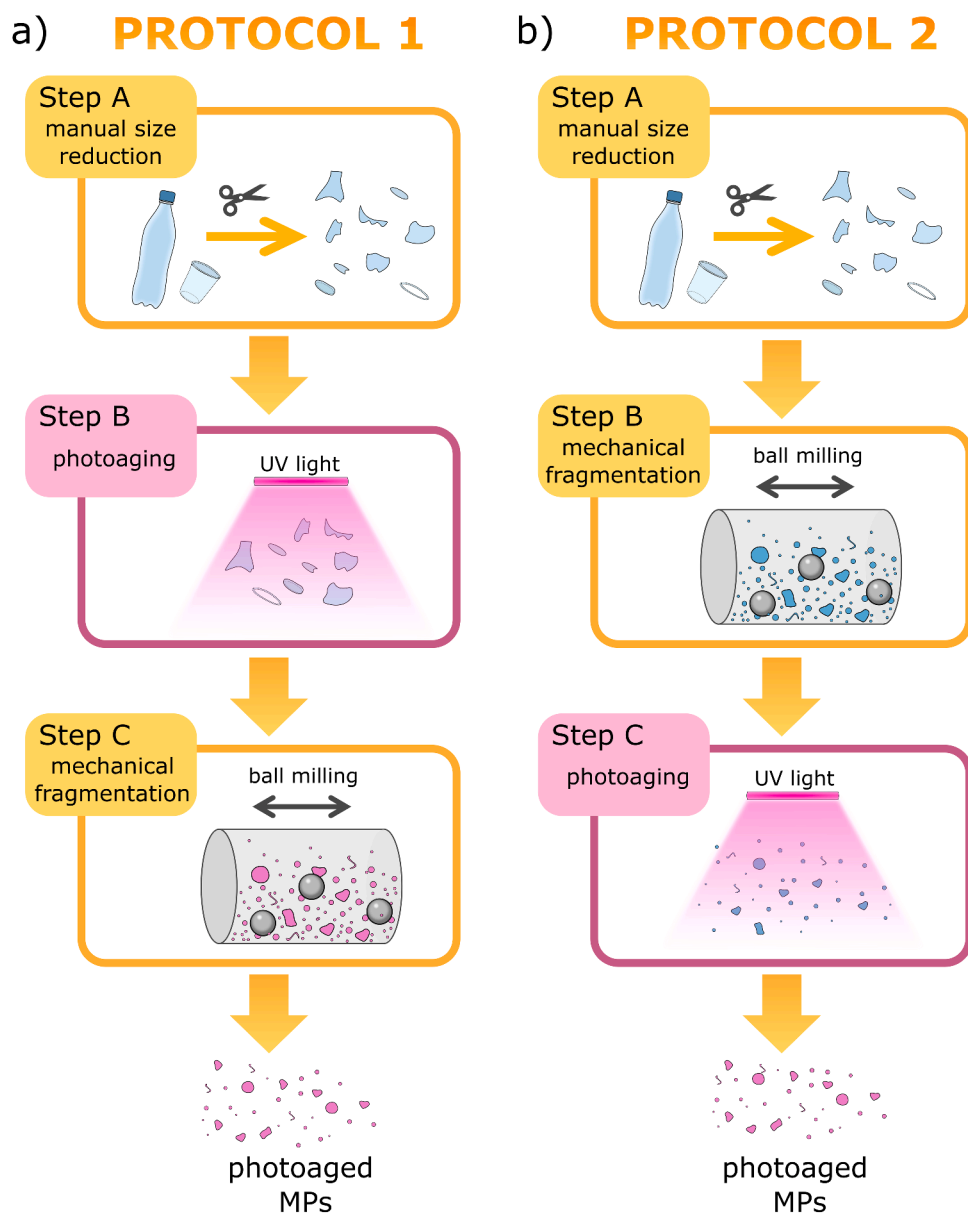 a) PROTOCOL 1
Step A
manual size
reduction
Step B
photoaging
UV light
Step C
mechanical
fragmentation
ball milling
photoaged
MPs
b) PROTOCOL 2
Step A
manual size
reduction
Step B
mechanical
fragmentation
ball milling
Step C
photoaging
UV light
photoaged
MPs